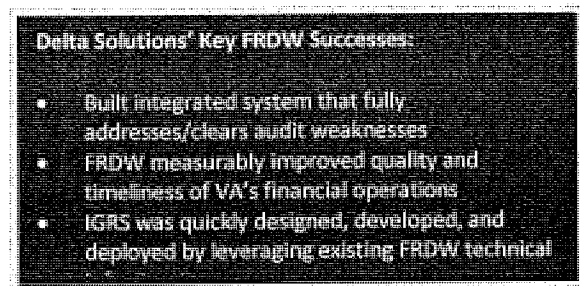 Delta Solutions' Key FRDW Successes:
• Built integrated system that fully
addresses/clears audit weaknesses
• FRDW measurably improved quality and
timeliness of VA's financial operations
• IGRS was quickly designed, developed, and
deployed by leveraging existing FRDW technical